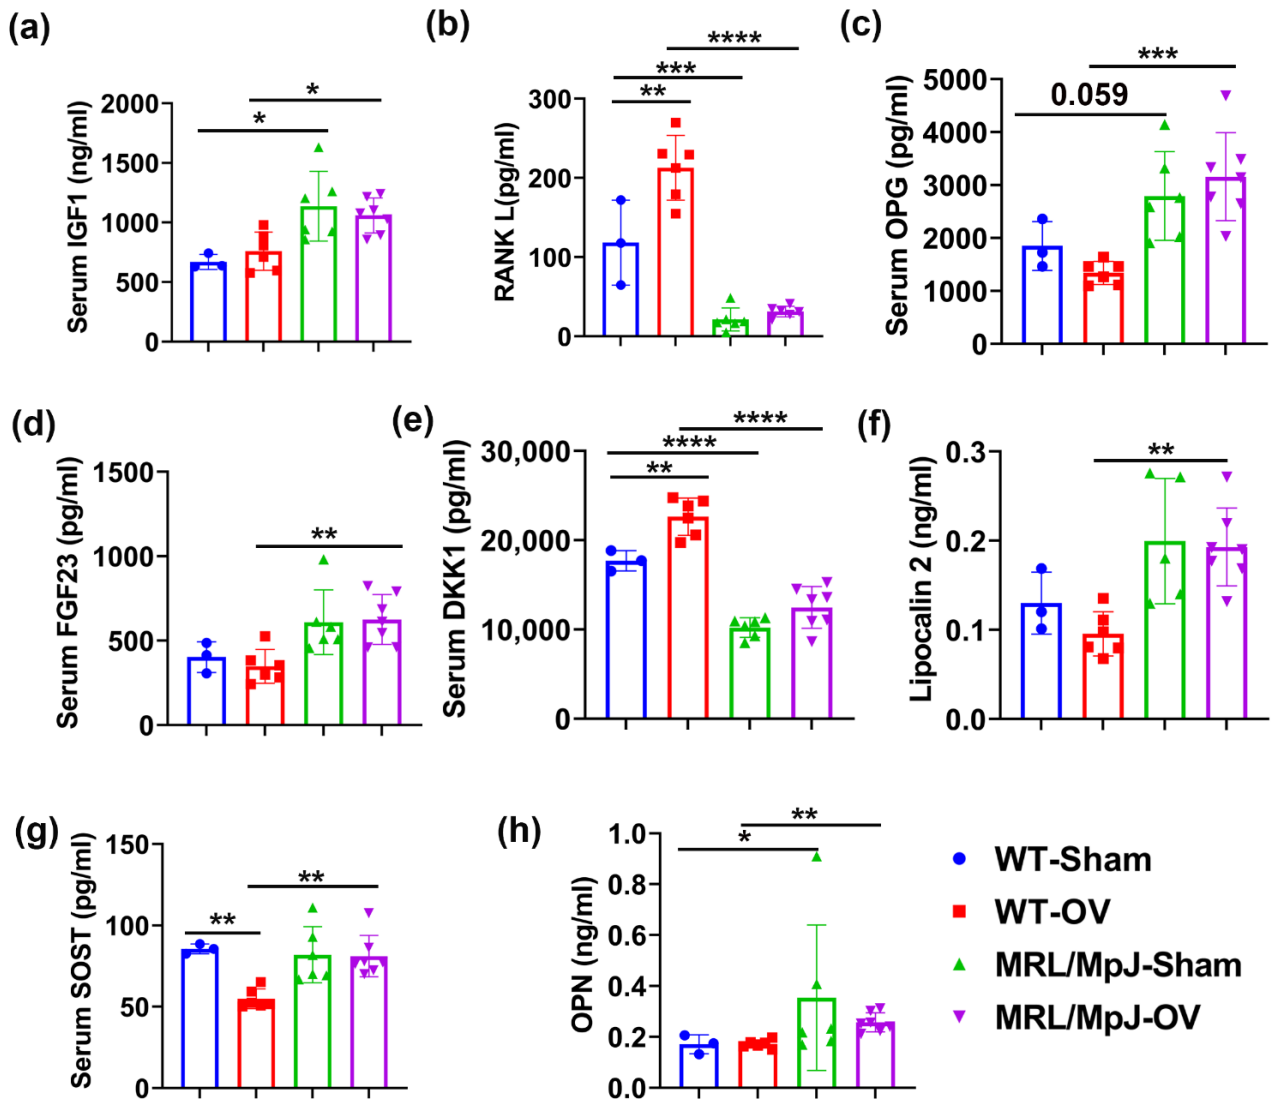 (a)
Serum IGF1 (ng/ml)
2000
1500
1000
500
0
*
*
(b)
RANK L(pg/ml)
300
200
100
0
****
***
**
(c)
Serum OPG (pg/ml)
5000
4000
3000
2000
1000
0
***
0.059
(d)
Serum FGF23 (pg/ml)
1500
1000
500
0
**
(e)
Serum DKK1 (pg/ml)
30,000
20,000
10,000
0
****
****
**
(f)
Lipocalin 2 (ng/ml)
0.3
0.2
0.1
0.0
**
(g)
Serum SOST (pg/ml)
150
100
50
0
**
**
(h)
OPN (ng/ml)
1.0
0.8
0.6
0.4
0.2
0.0
**
*
WT-Sham
WT-OV
MRL/MpJ-Sham
MRL/MpJ-OV